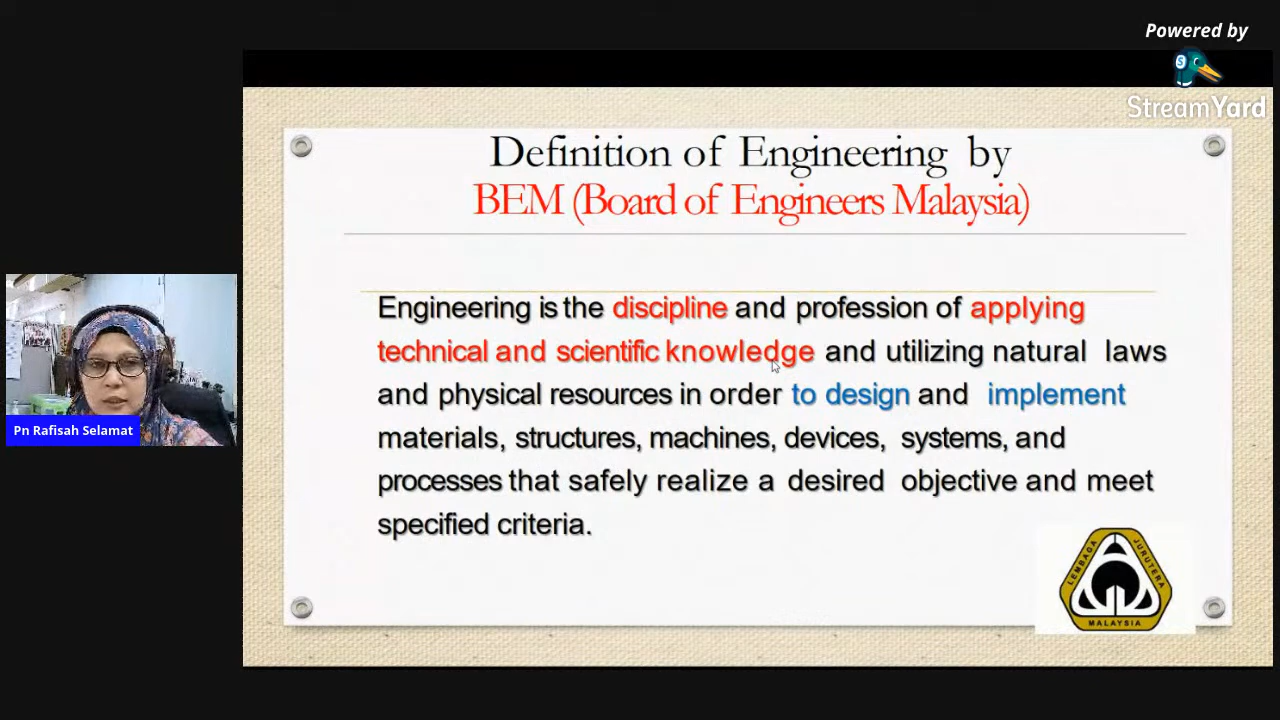 Powered by
StreamYard
Definition of Engineering by
BEM (Board of Engineers Malaysia)
Engineering is the discipline and profession of applying
technical and scientific knowledge and utilizing natural laws
and physical resources in order to design and implement
materials, structures, machines, devices, systems, and
processes that safely realize a desired objective and meet
specified criteria.
Pn Rafisah Selamat
LEMBAGA JURUTERA
MALAYSIA